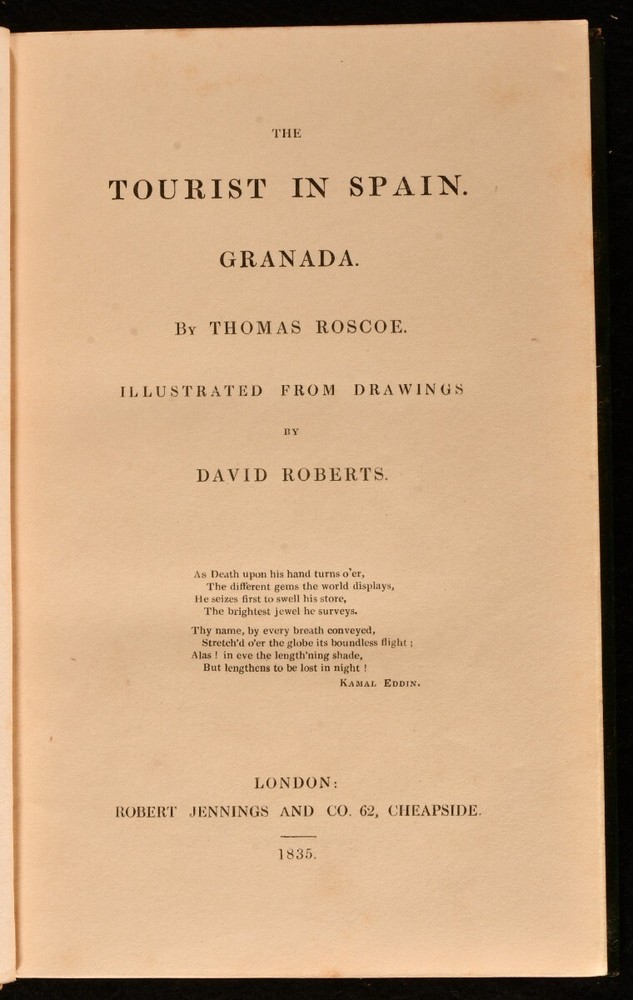 THE
TOURIST IN SPAIN.
GRANADA.
By THOMAS ROSCOE.
ILLUSTRATED FROM DRAWINGS
BY
DAVID ROBERTS.
As Death upon his hand turns o'er,
The different gems the world displays,
He seizes first to swell his store,
The brightest jewel he surveys.
Thy name, by every breath conveyed,
Stretch'd o'er the globe its boundless flight ;
Alas ! in eve the length'ning shade,
But lengthens to be lost in night !
Kamal Eddin.
LONDON:
ROBERT JENNINGS AND CO. 62, CHEAPSIDE.
1835.